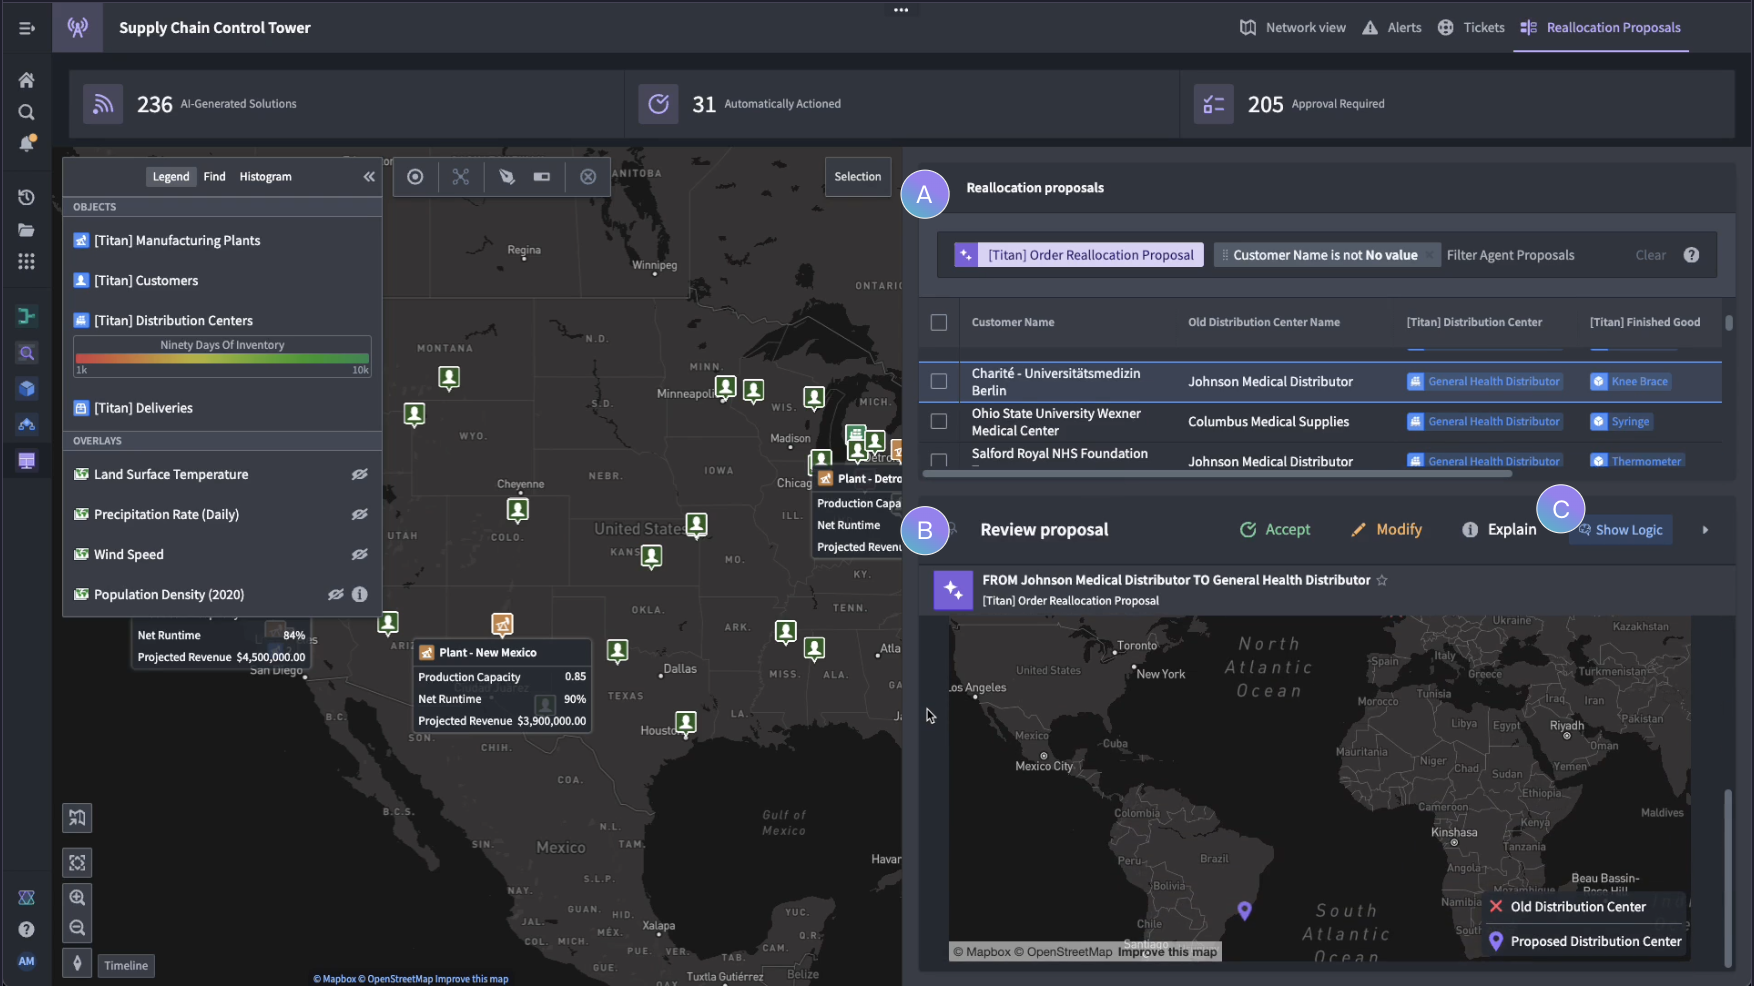 Supply Chain Control Tower
Network view
Alerts
Tickets
Reallocation Proposals
236 AI-Generated Solutions
31 Automatically Actioned
205 Approval Required
Legend Find Histogram
OBJECTS
[Titan] Manufacturing Plants
[Titan] Customers
[Titan] Distribution Centers
Ninety Days Of Inventory
1k 10k
[Titan] Deliveries
OVERLAYS
Land Surface Temperature
Precipitation Rate (Daily)
Wind Speed
Population Density (2020)
Net Runtime 84%
Projected Revenue $4,500,000.00
San Diego
Selection
ANITOBA
Regina
Winnipeg
ONTARIO
N.D.
MONTANA
MINN.
Minneapoli
S.D.
WIS.
MICH.
WYO.
Madison
Detro
IOWA
Chicag
Cheyenne
NEBR.
Plant - Detro
Production Capa
Net Runtime
Projected Revenu
ILL.
United States
UTAH
COLO.
KANS
MO.
KY.
OKLA.
TENN.
ARK.
ARIZ
Plant - New Mexico
Production Capacity 0.85
Net Runtime 90%
Projected Revenue $3,900,000.00
Dallas
Atla
MISS.
ALA.
GA
TEXAS
LA.
Ja
B.C.
SON.
Houston
CHIH.
COA.
B.C.S.
Gulf of
Mexico
N.L.
SIN.
Mexico
TAM.
Havan
S.L.P.
NAY.
GUAN.
HID.
YUC.
JAL.
MÉX.
Xalapa
Q.R.
COL.
MICH.
PUE.
VER.
TAB.
CAM.
GUE.
Tuxtla Gutiérrez
Belize
AM
Timeline
© Mapbox © OpenStreetMap Improve this map
A
Reallocation proposals
[Titan] Order Reallocation Proposal
Customer Name is not No value
Filter Agent Proposals
Clear
Customer Name
Old Distribution Center Name
[Titan] Distribution Center
[Titan] Finished Good
Charité - Universitätsmedizin
Berlin
Johnson Medical Distributor
General Health Distributor
Knee Brace
Ohio State University Wexner
Medical Center
Columbus Medical Supplies
General Health Distributor
Syringe
Salford Royal NHS Foundation
Johnson Medical Distributor
General Health Distributor
Thermometer
B
Review proposal
Accept
Modify
Explain
C
Show Logic
FROM Johnson Medical Distributor TO General Health Distributor
[Titan] Order Reallocation Proposal
Toronto
North
Atlantic
Ocean
Ukraine
Kazakhstan
United States
New York
Spain
Italy
Greece
Turkmenistan
Los Angeles
Tunisia
Morocco
Iraq
Iran
Libya
Egypt
Pakistan
Riyadh
Oman
Mexico
Cuba
Mexico City
Mauritania
Niger
Chad
Sudan
Yemen
Ethiopia
Colombia
Cameroon
Maldives
Kenya
Kinshasa
Tanzania
Peru
Brazil
Angola
Bolivia
Mozambique
Beau Bassin-
Rose Hill
Namibia
Chile
South
Atlantic
Ocean
Santiago
Old Distribution Center
Proposed Distribution Center
© Mapbox © OpenStreetMap Improve this map